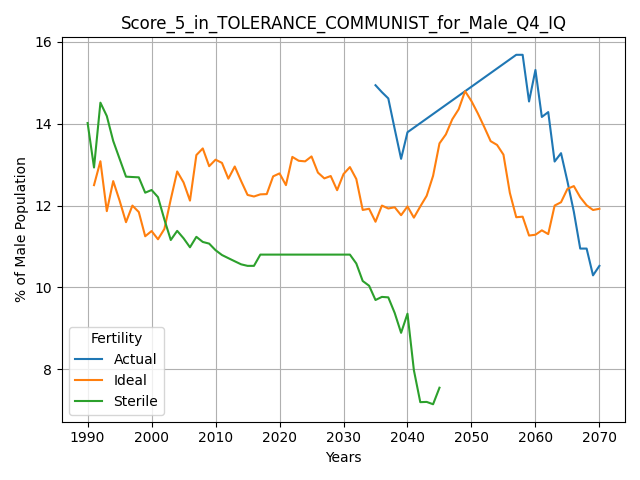 Score_5_in_TOLERANCE_COMMUNIST_for_Male_Q4_IQ
16
14
12
10
8
% of Male Population
Fertility
Actual
Ideal
Sterile
1990 2000 2010 2020 2030 2040 2050 2060 2070
Years